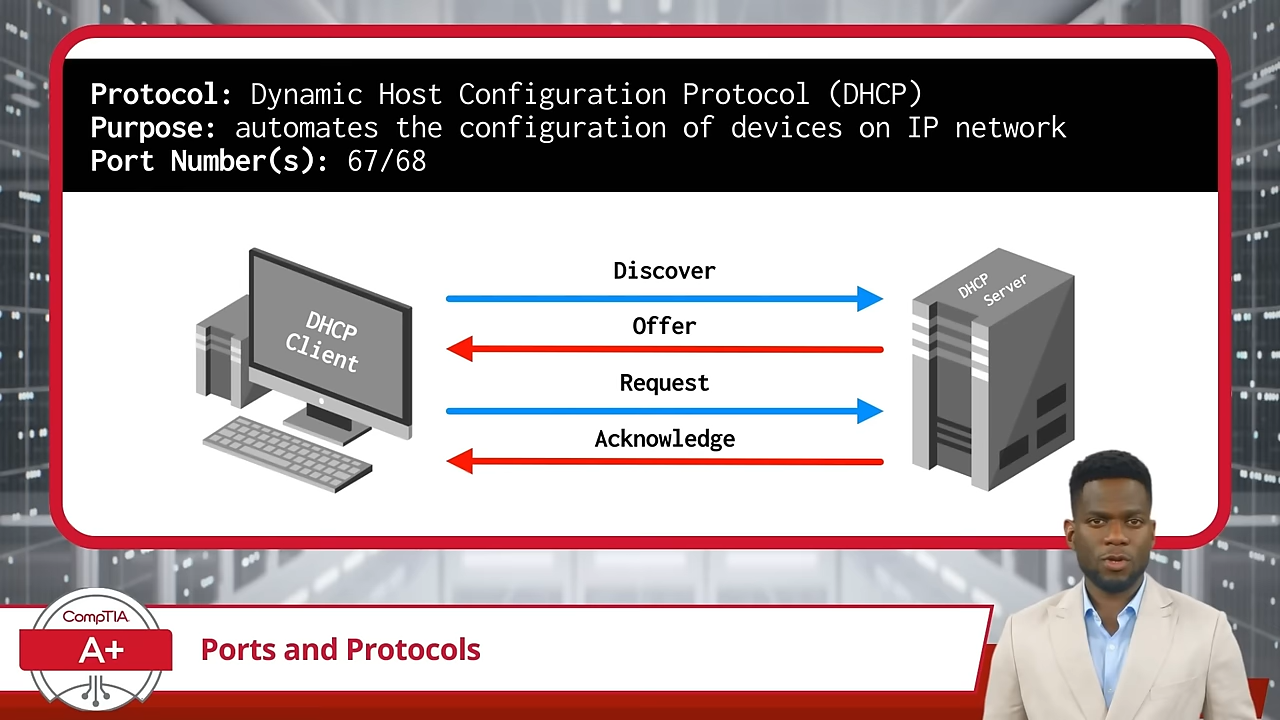 Protocol: Dynamic Host Configuration Protocol (DHCP)
Purpose: automates the configuration of devices on IP network
Port Number(s): 67/68
Discover
Offer
Request
Acknowledge
DHCP
Client
DHCP
Server
CompTIA
A+
Ports and Protocols